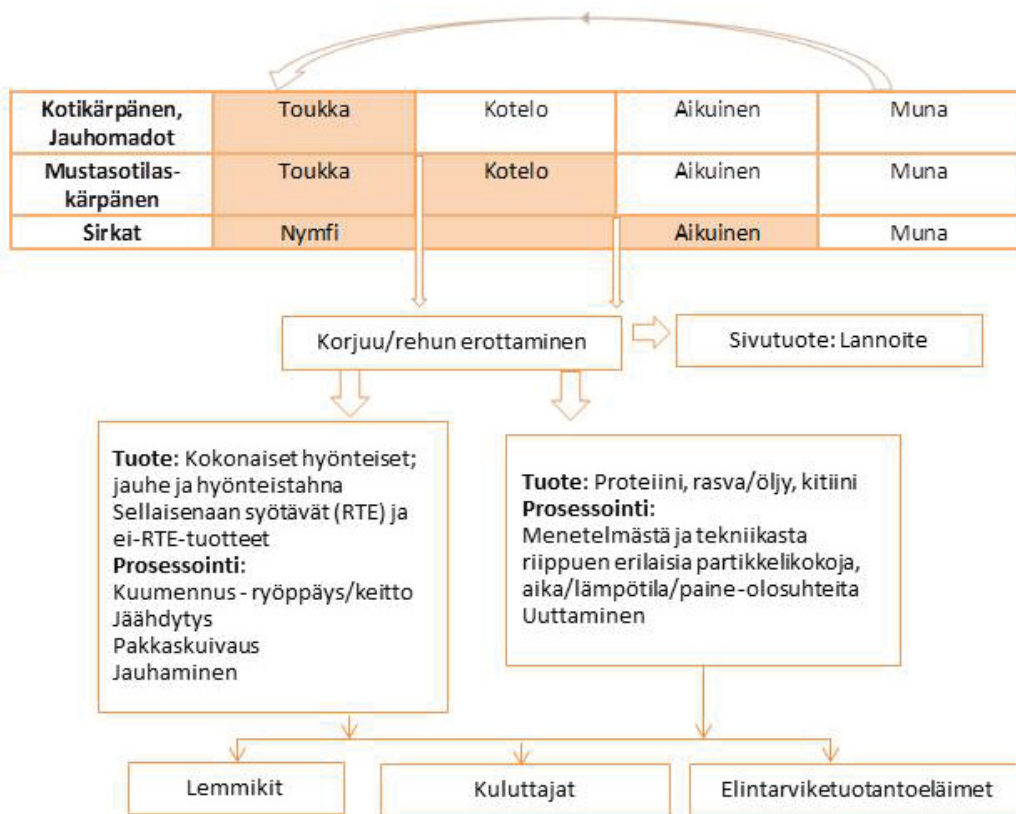 Kotikärpänen,
Jauhomadot
Toukka
Kotelo
Aikuinen
Muna
Mustasotilas-
kärpänen
Toukka
Kotelo
Aikuinen
Muna
Sirkat
Nymfi
Aikuinen
Muna
Korjuu/rehun erottaminen
Sivutuote: Lannoite
Tuote: Kokonaiset hyönteiset;
jauhe ja hyönteistahna
Sellaisenaan syötävät (RTE) ja
ei-RTE-tuotteet
Prosessointi:
Kuumennus - ryöppäys/keitto
Jäähdytys
Pakkaskuivaus
Jauhaminen
Tuote: Proteiini, rasva/öljy, kitiini
Prosessointi:
Menetelmästä ja tekniikasta
riippuen erilaisia partikkelikokoja,
aika/lämpötila/paine-olosuhteita
Uuttaminen
Lemmikit
Kuluttajat
Elintarviketuotantoeläimet